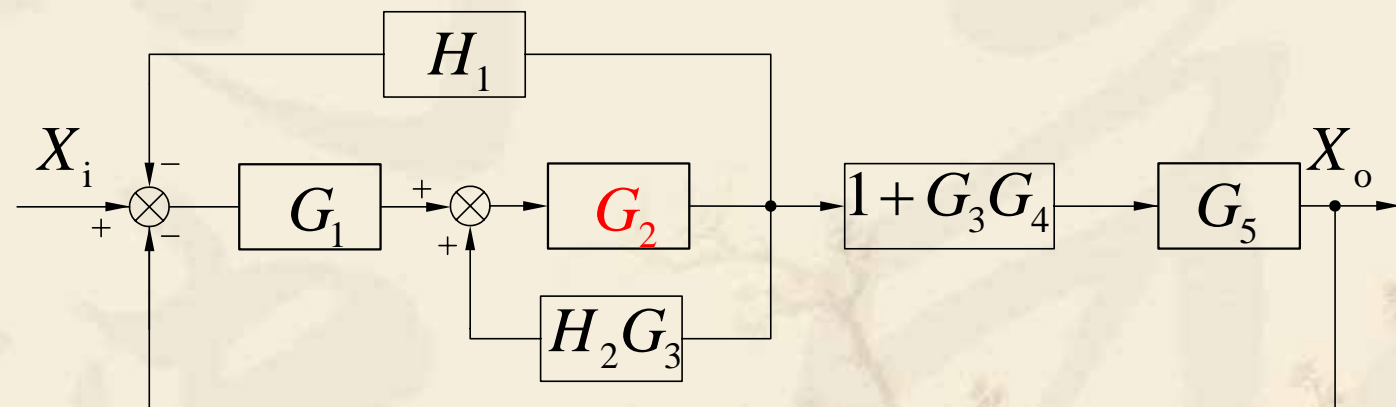 H₁
Xᵢ
+
−
−
G₁
+
+
G₂
H₂G₃
1+G₃G₄
G₅
Xₒ